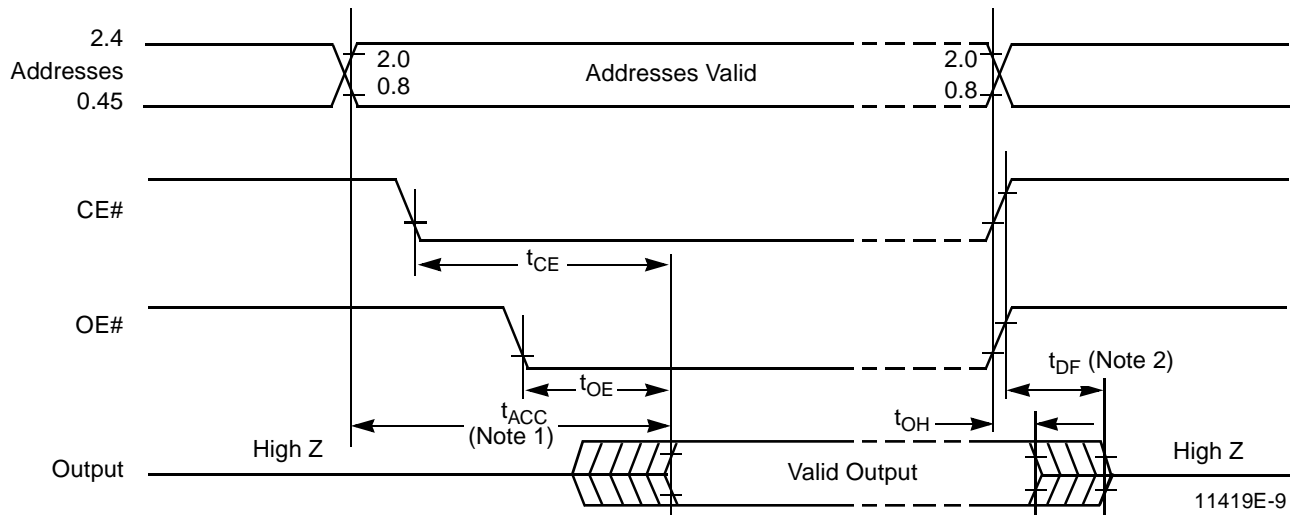 2.4
Addresses
0.45
2.0
0.8
Addresses Valid
2.0
0.8
CE#
tCE
OE#
tOE
tDF (Note 2)
tACC
(Note 1)
tOH
Output
High Z
Valid Output
High Z
11419E-9